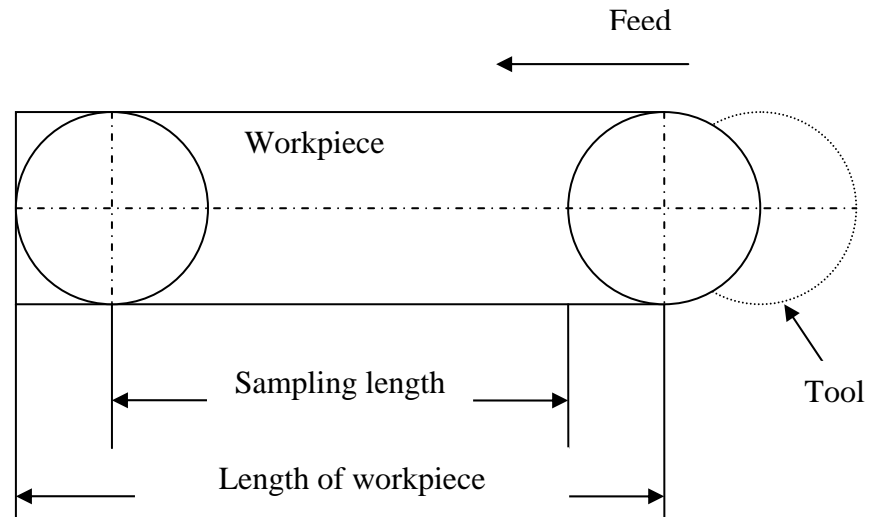 Feed
Workpiece
Sampling length
Tool
Length of workpiece